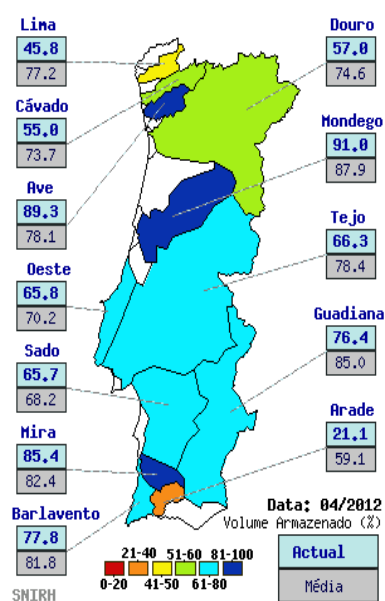 Lima
45.8
77.2
Douro
57.0
74.6
Cávado
55.0
73.7
Mondego
91.0
87.9
Ave
89.3
78.1
Tejo
66.3
78.4
Oeste
65.8
70.2
Guadiana
76.4
85.0
Sado
65.7
68.2
Arade
21.1
59.1
Mira
85.4
82.4
Barlavento
77.8
81.8
Data: 04/2012
Volume Armazenado (%)
Actual
Média
21-40 51-60 81-100
0-20 41-50 61-80
SNIRH